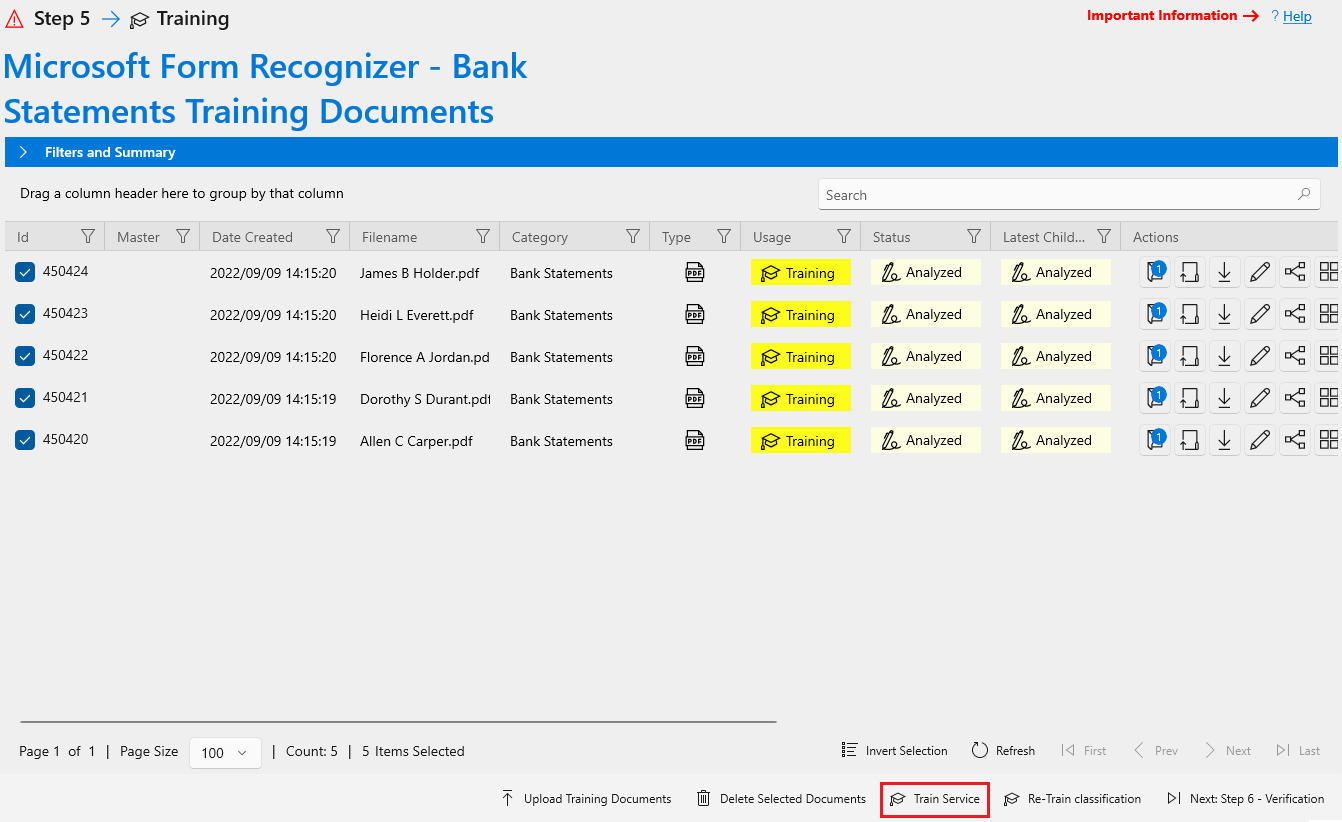 Step 5 Training Important Information ? Help
Microsoft Form Recognizer - Bank
Statements Training Documents
Filters and Summary
Drag a column header here to group by that column Search
Id Master Date Created Filename Category Type Usage Status Latest Child... Actions
450424 2022/09/09 14:15:20 James B Holder.pdf Bank Statements PDF Training Analyzed Analyzed 1
450423 2022/09/09 14:15:20 Heidi L Everett.pdf Bank Statements PDF Training Analyzed Analyzed 1
450422 2022/09/09 14:15:20 Florence A Jordan.pd Bank Statements PDF Training Analyzed Analyzed 1
450421 2022/09/09 14:15:19 Dorothy S Durant.pdf Bank Statements PDF Training Analyzed Analyzed 1
450420 2022/09/09 14:15:19 Allen C Carper.pdf Bank Statements PDF Training Analyzed Analyzed 1
Page 1 of 1 | Page Size 100 | Count: 5 | 5 Items Selected Invert Selection Refresh First Prev Next Last
Upload Training Documents Delete Selected Documents Train Service Re-Train classification Next: Step 6 - Verification